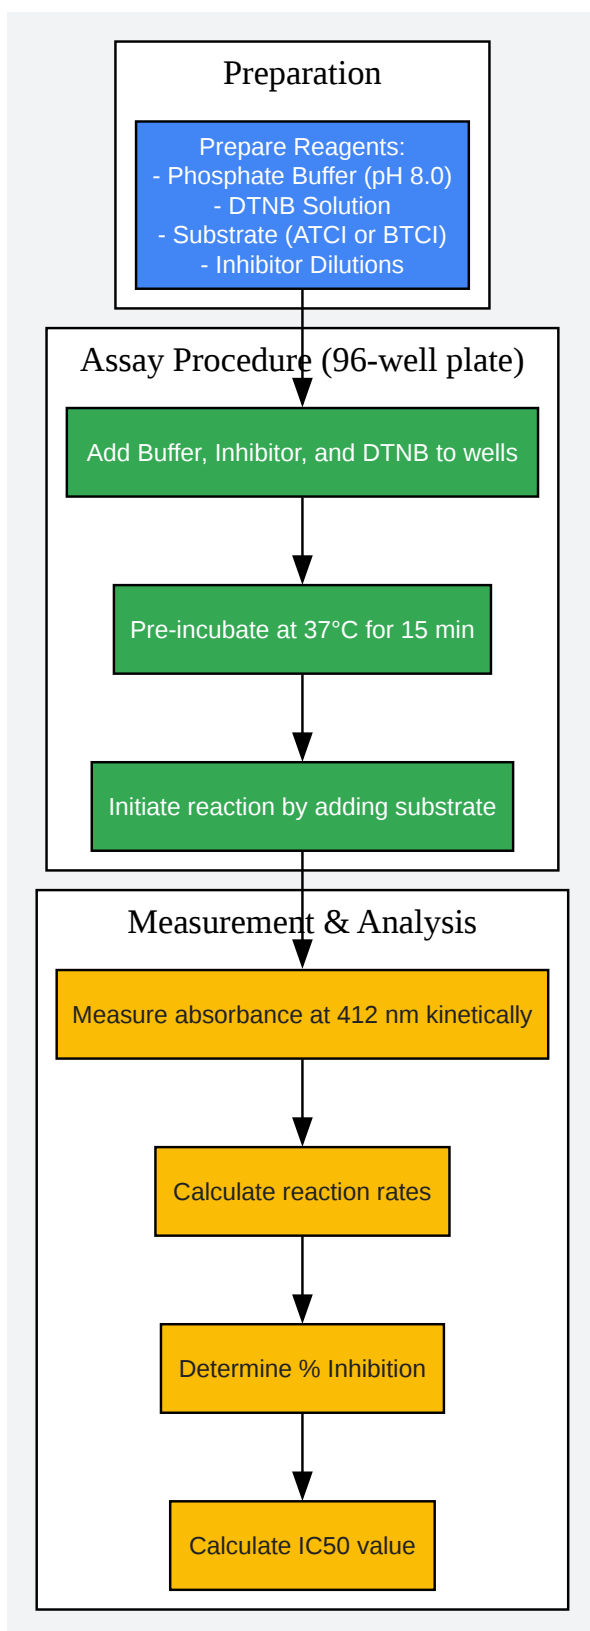 Preparation
Prepare Reagents:
- Phosphate Buffer (pH 8.0)
- DTNB Solution
- Substrate (ATCI or BTCI)
- Inhibitor Dilutions
Assay Procedure (96-well plate)
Add Buffer, Inhibitor, and DTNB to wells
Pre-incubate at 37°C for 15 min
Initiate reaction by adding substrate
Measurement & Analysis
Measure absorbance at 412 nm kinetically
Calculate reaction rates
Determine % Inhibition
Calculate IC50 value